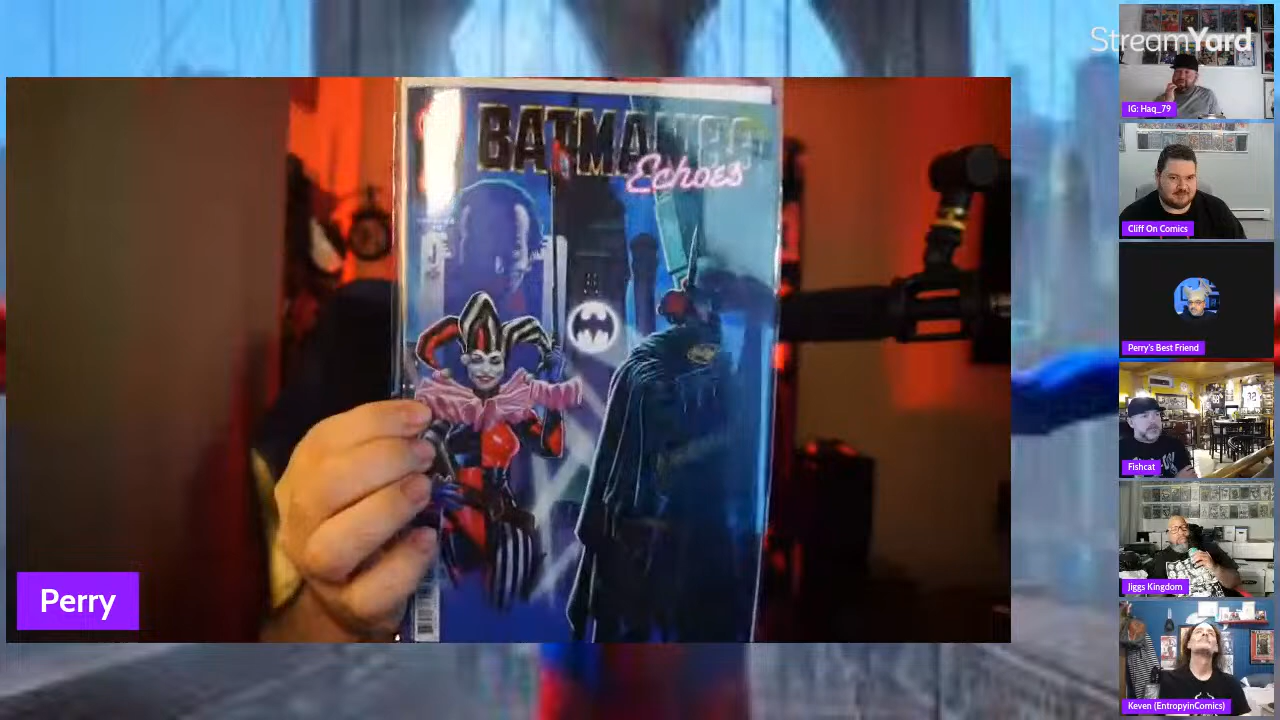 StreamYard
BATMAN '89
Echoes
IG: Haq_79
Cliff On Comics
Perry's Best Friend
Fishcat
Jiggs Kingdom
Keven (EntropyinComics)
Perry